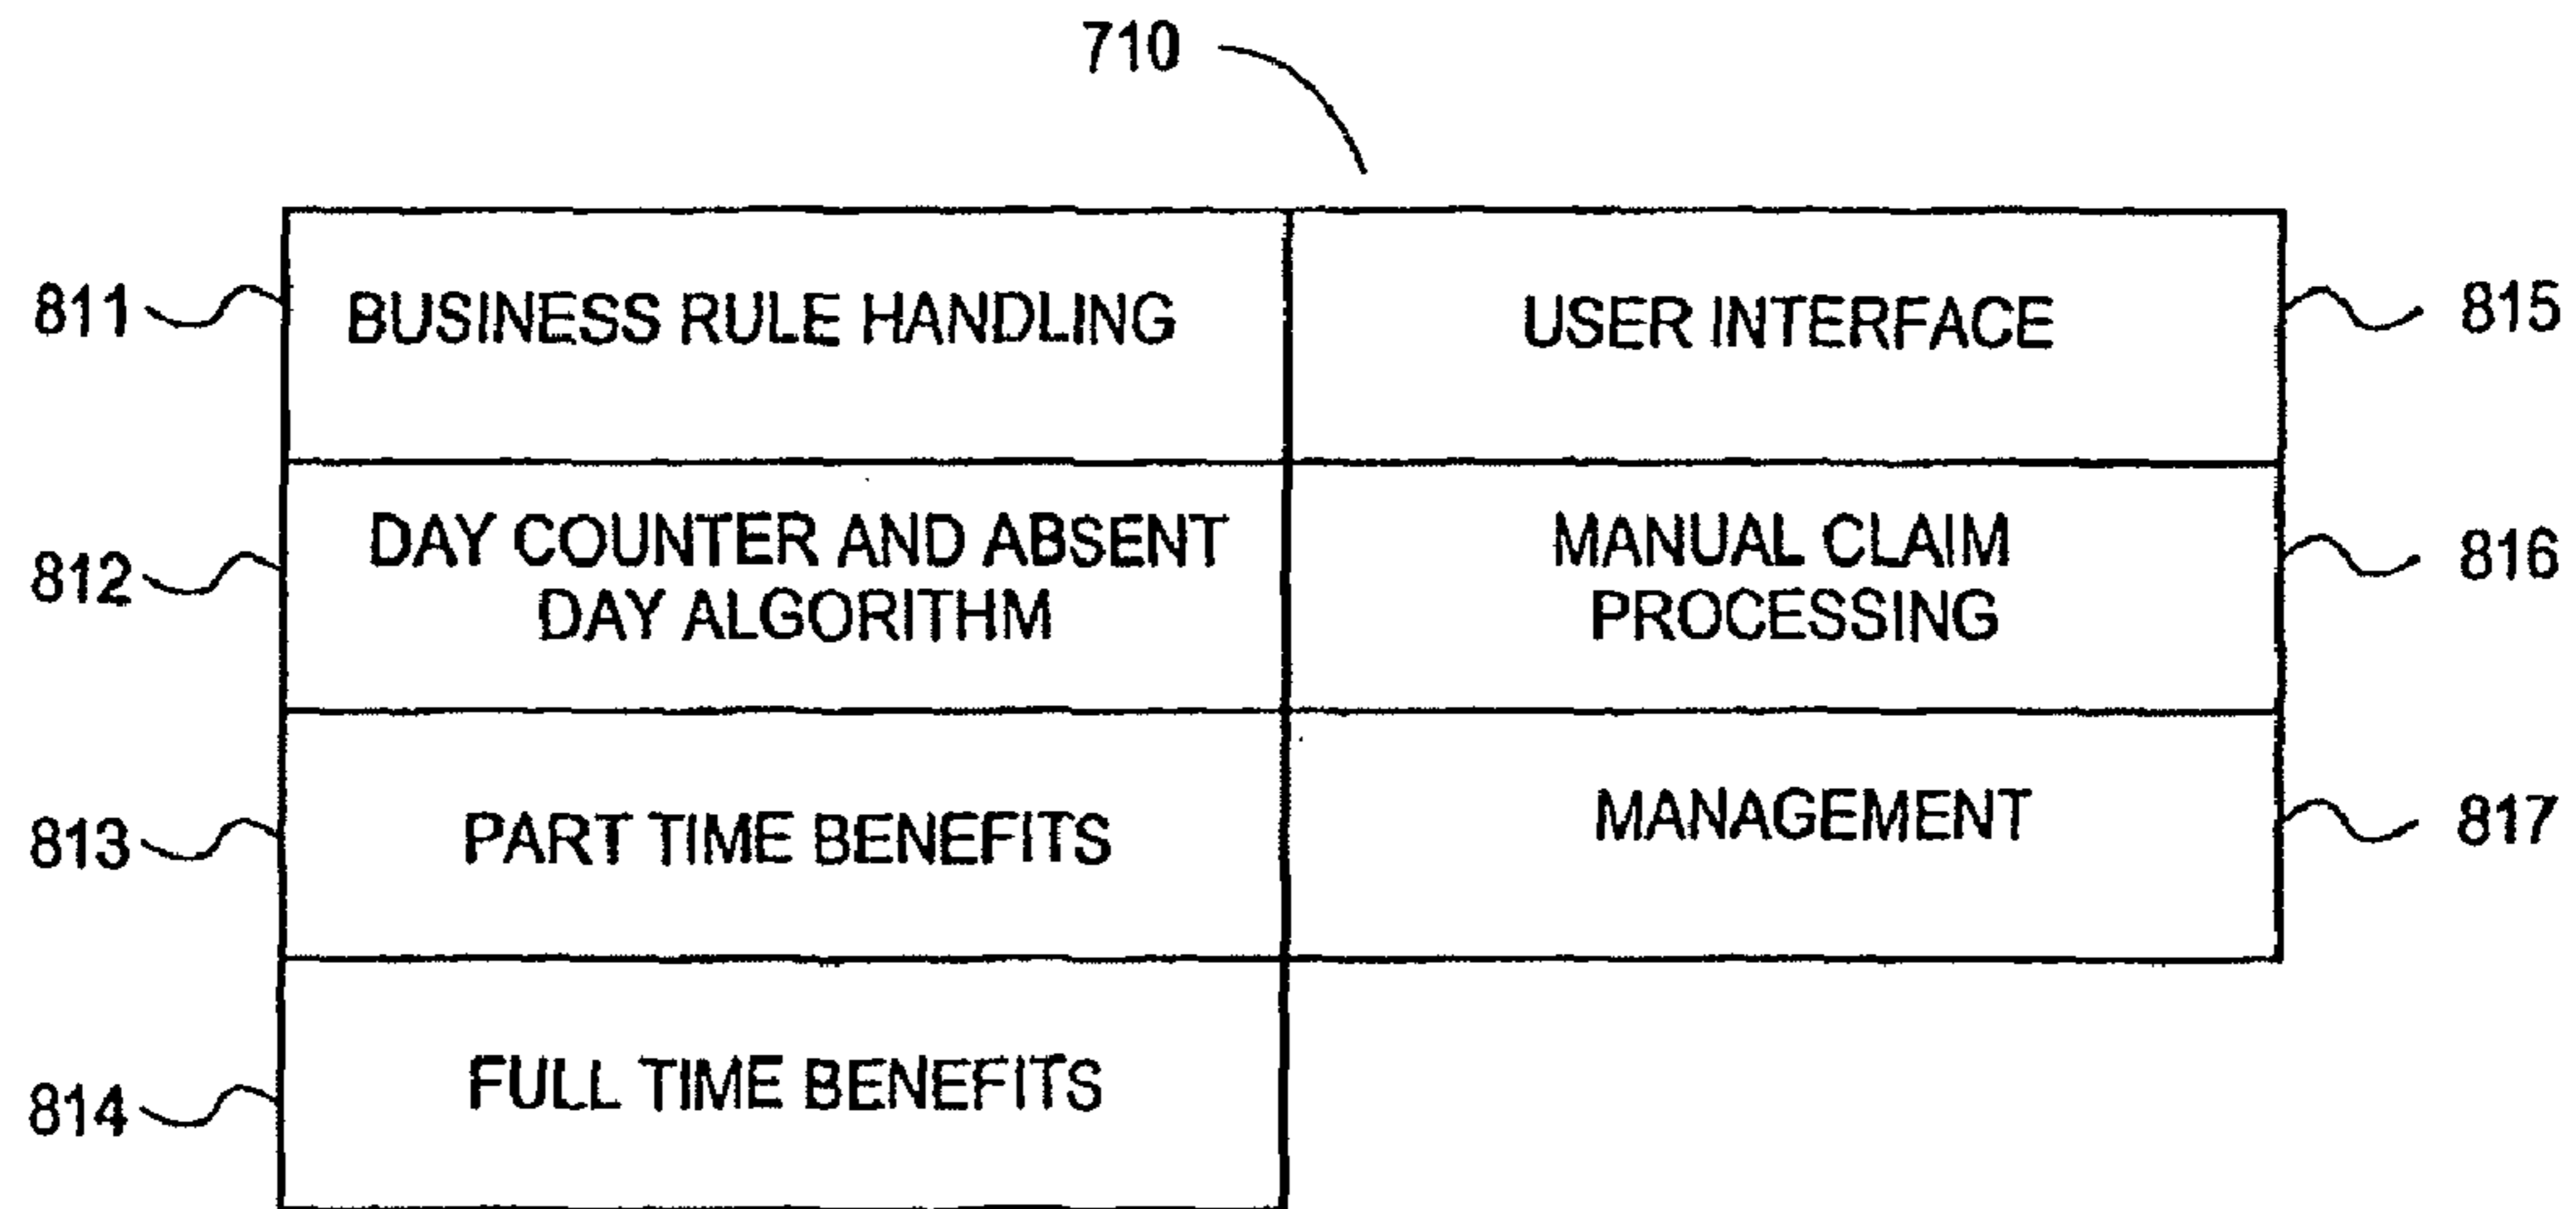 710
811
BUSINESS RULE HANDLING
USER INTERFACE
815
812
DAY COUNTER AND ABSENT
DAY ALGORITHM
MANUAL CLAIM
PROCESSING
816
813
PART TIME BENEFITS
MANAGEMENT
817
814
FULL TIME BENEFITS